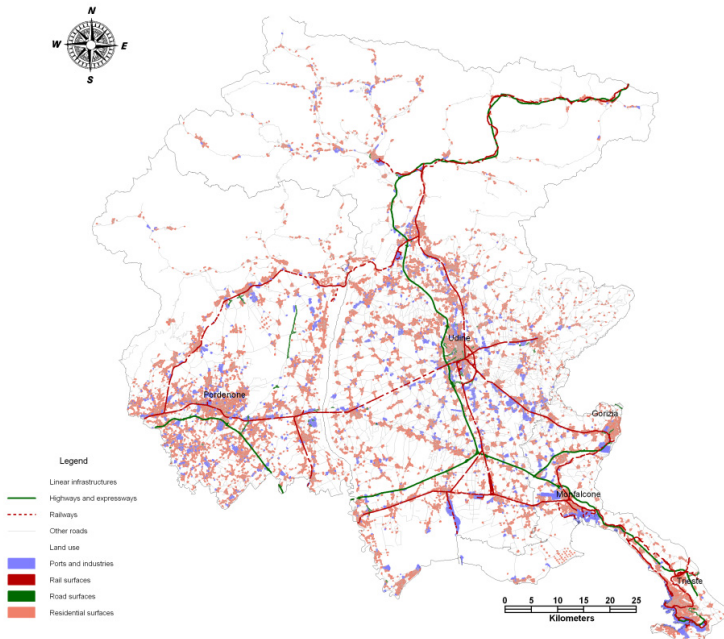 N
W E
S
Udine
Pordenone
Gorizia
Monfalcone
Trieste
Legend
Linear infrastructures
Highways and expressways
Railways
Other roads
Land use
Ports and industries
Rail surfaces
Road surfaces
Residential surfaces
0 5 10 15 20 25
Kilometers